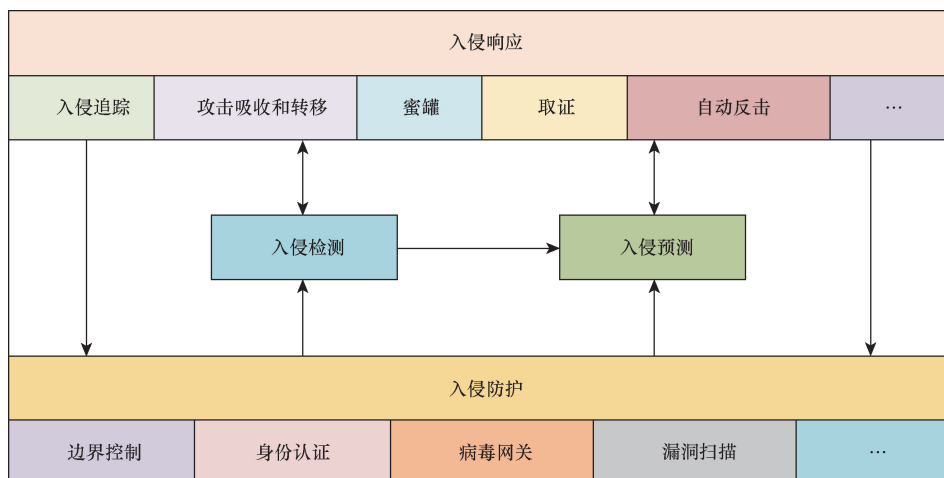 入侵响应
入侵追踪 攻击吸收和转移 蜜罐 取证 自动反击 …
入侵检测 入侵预测
入侵防护
边界控制 身份认证 病毒网关 漏洞扫描 …